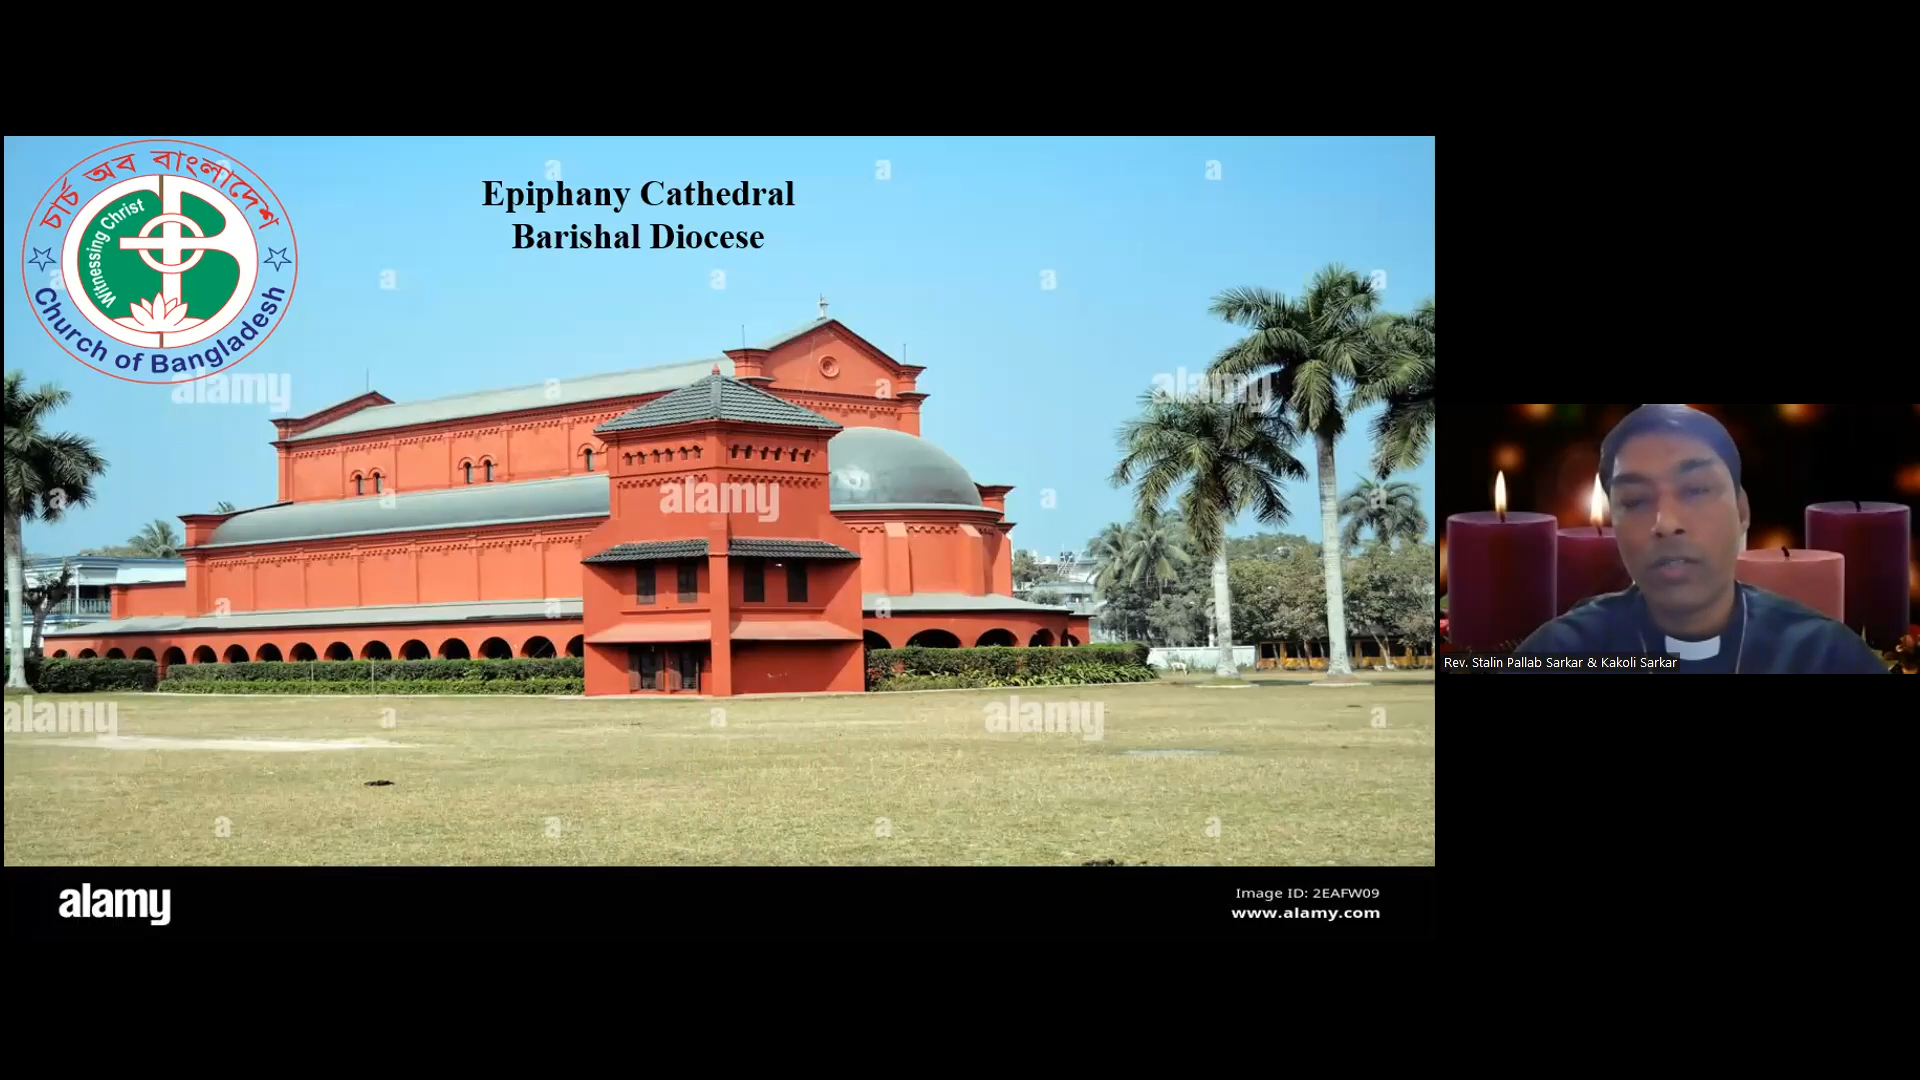 চার্চ অব বাংলাদেশ
Witnessing Christ
Church of Bangladesh
Epiphany Cathedral
Barishal Diocese
a
a
a
a
a
a
a
a
alamy
a
a
alamy
a
alamy
a
a
a
a
a
alamy
a
a
alamy
a
a
a
a
a
alamy
Image ID: 2EAFW09
www.alamy.com
Rev. Stalin Pallab Sarkar & Kakoli Sarkar